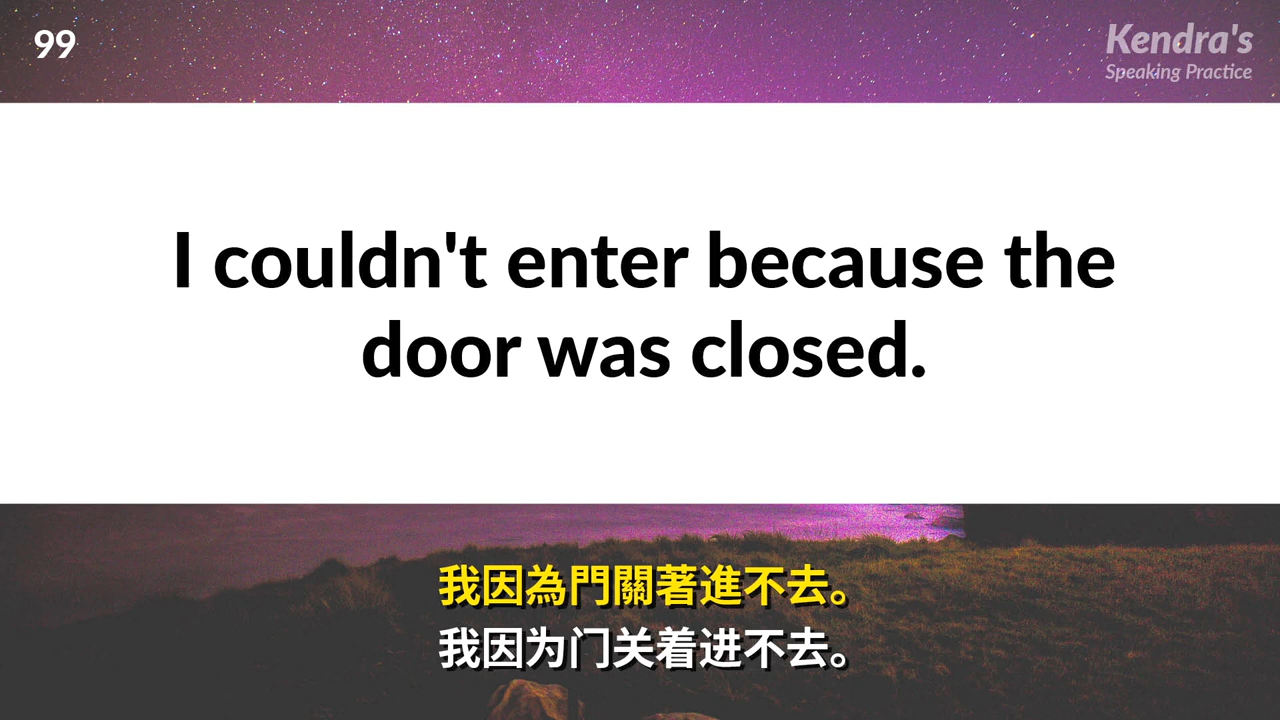 99
Kendra's
Speaking Practice
I couldn't enter because the
door was closed.
我因為門關著進不去。
我因为门关着进不去。